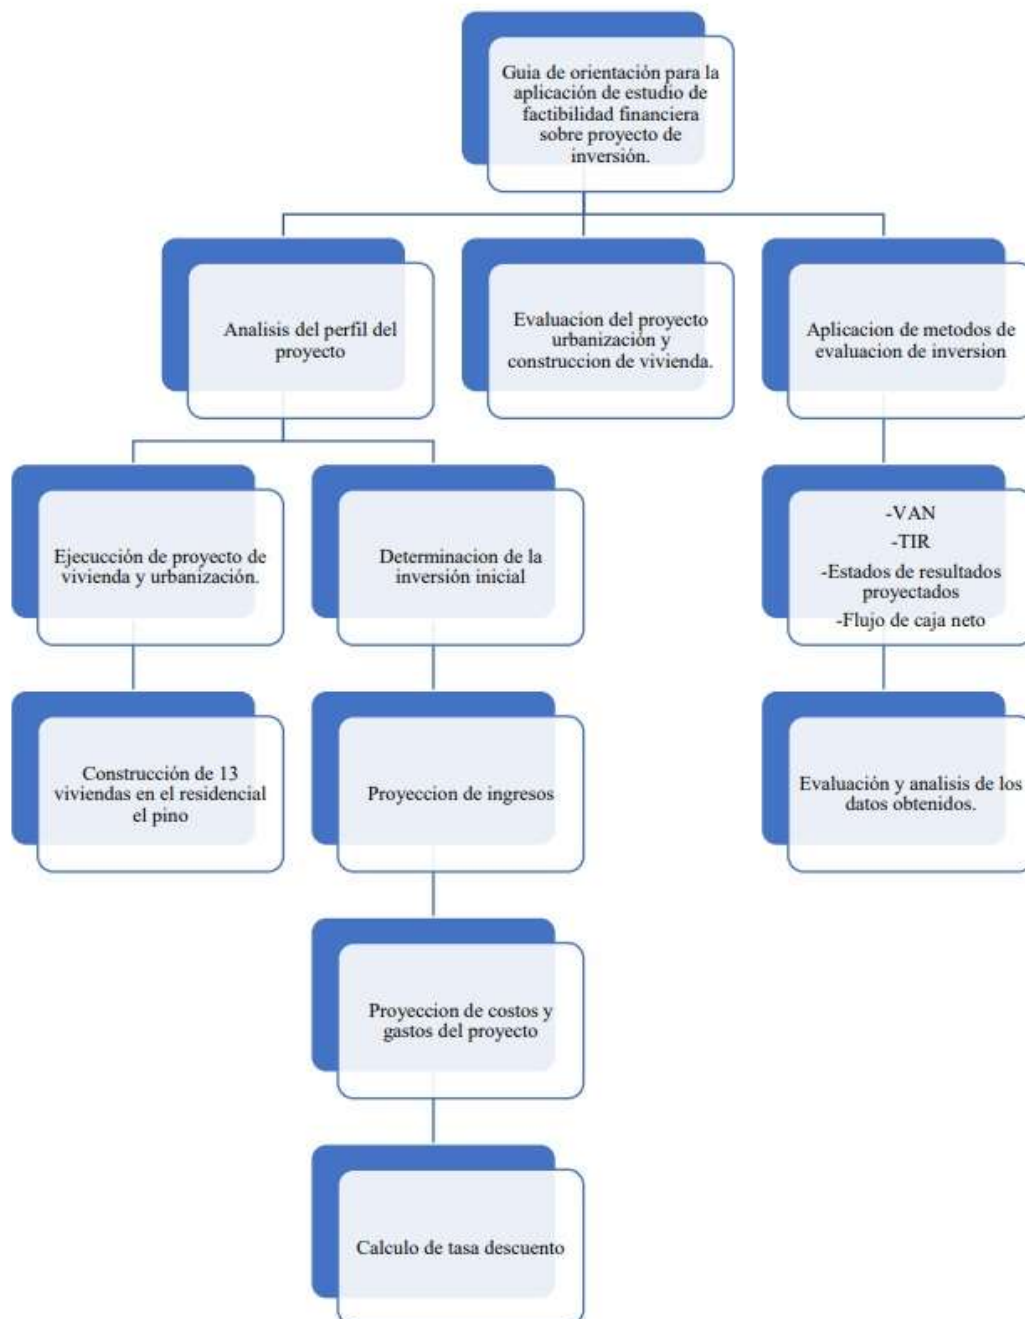 Guia de orientación para la
aplicación de estudio de
factibilidad financiera
sobre proyecto de
inversión.
Analisis del perfil del
proyecto
Evaluacion del proyecto
urbanización y
construccion de vivienda.
Aplicacion de metodos de
evaluacion de inversion
Ejecucción de proyecto de
vivienda y urbanización.
Determinacion de la
inversión inicial
-VAN
-TIR
-Estados de resultados
proyectados
-Flujo de caja neto
Construcción de 13
viviendas en el residencial
el pino
Proyeccion de ingresos
Evaluación y analisis de los
datos obtenidos.
Proyeccion de costos y
gastos del proyecto
Calculo de tasa descuento